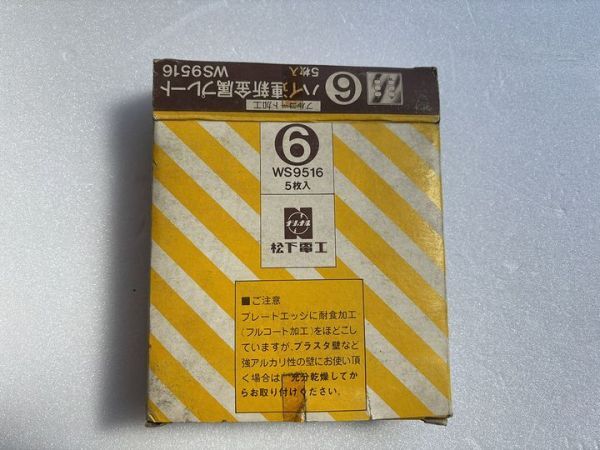 ハイ連新金属プレート
WS9516
5枚入
6
フルコート加工
6
WS9516
5枚入
ナショナル
松下電工
■ご注意
プレートエッジに耐食加工
(フルコート加工)をほどこし
ていますが、プラスタ壁など
強アルカリ性の壁にお使い頂
く場合は 充分乾燥してか
らお取り付けください。